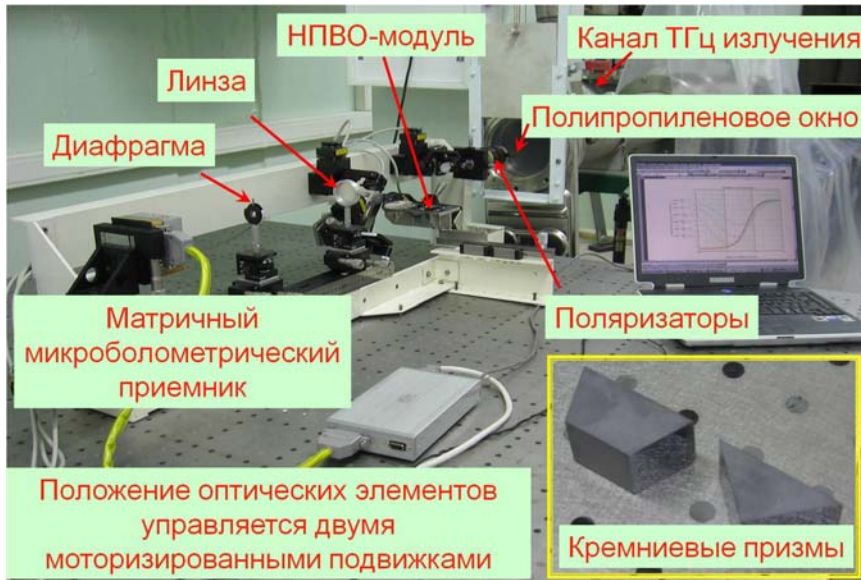 НПВО-модуль
Канал ТГц излучения
Линза
Полипропиленовое окно
Диафрагма
Поляризаторы
Матричный
микроболометрический
приемник
Положение оптических элементов
управляется двумя
моторизированными подвижками
Кремниевые призмы